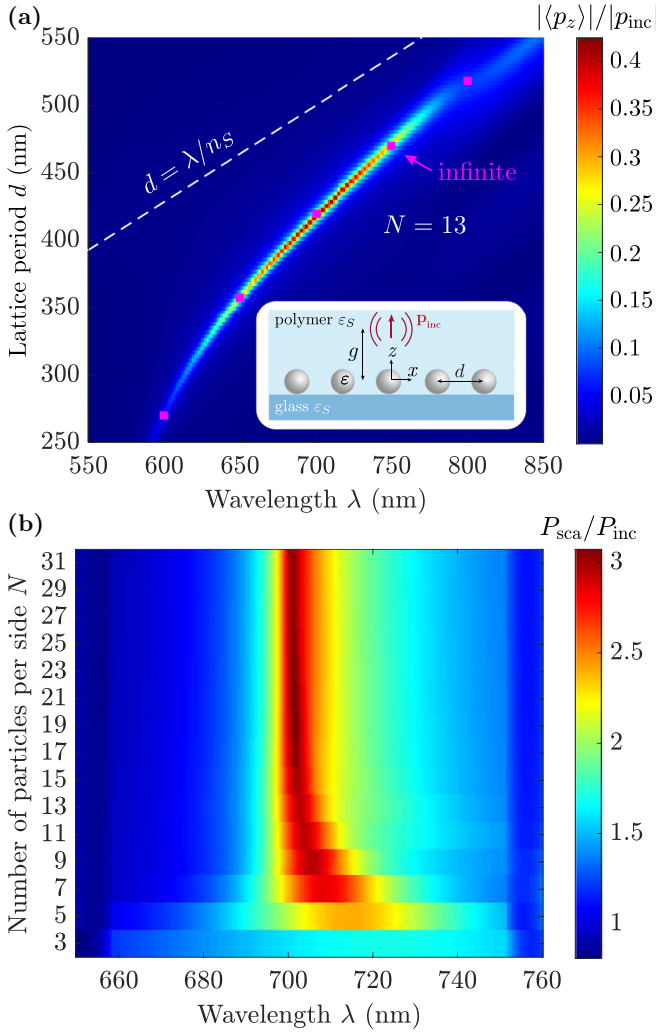 (a)
|⟨p_z⟩|/|p_inc|
550
500
450
400
350
300
250
Lattice period d (nm)
d = λ/n_S
infinite
N = 13
polymer ε_S
p_inc
g
z
x
ε
d
glass ε_S
0.4
0.35
0.3
0.25
0.2
0.15
0.1
0.05
550 600 650 700 750 800 850
Wavelength λ (nm)
(b)
P_sca/P_inc
31
29
27
25
23
21
19
17
15
13
11
9
7
5
3
Number of particles per side N
3
2.5
2
1.5
1
660 680 700 720 740 760
Wavelength λ (nm)